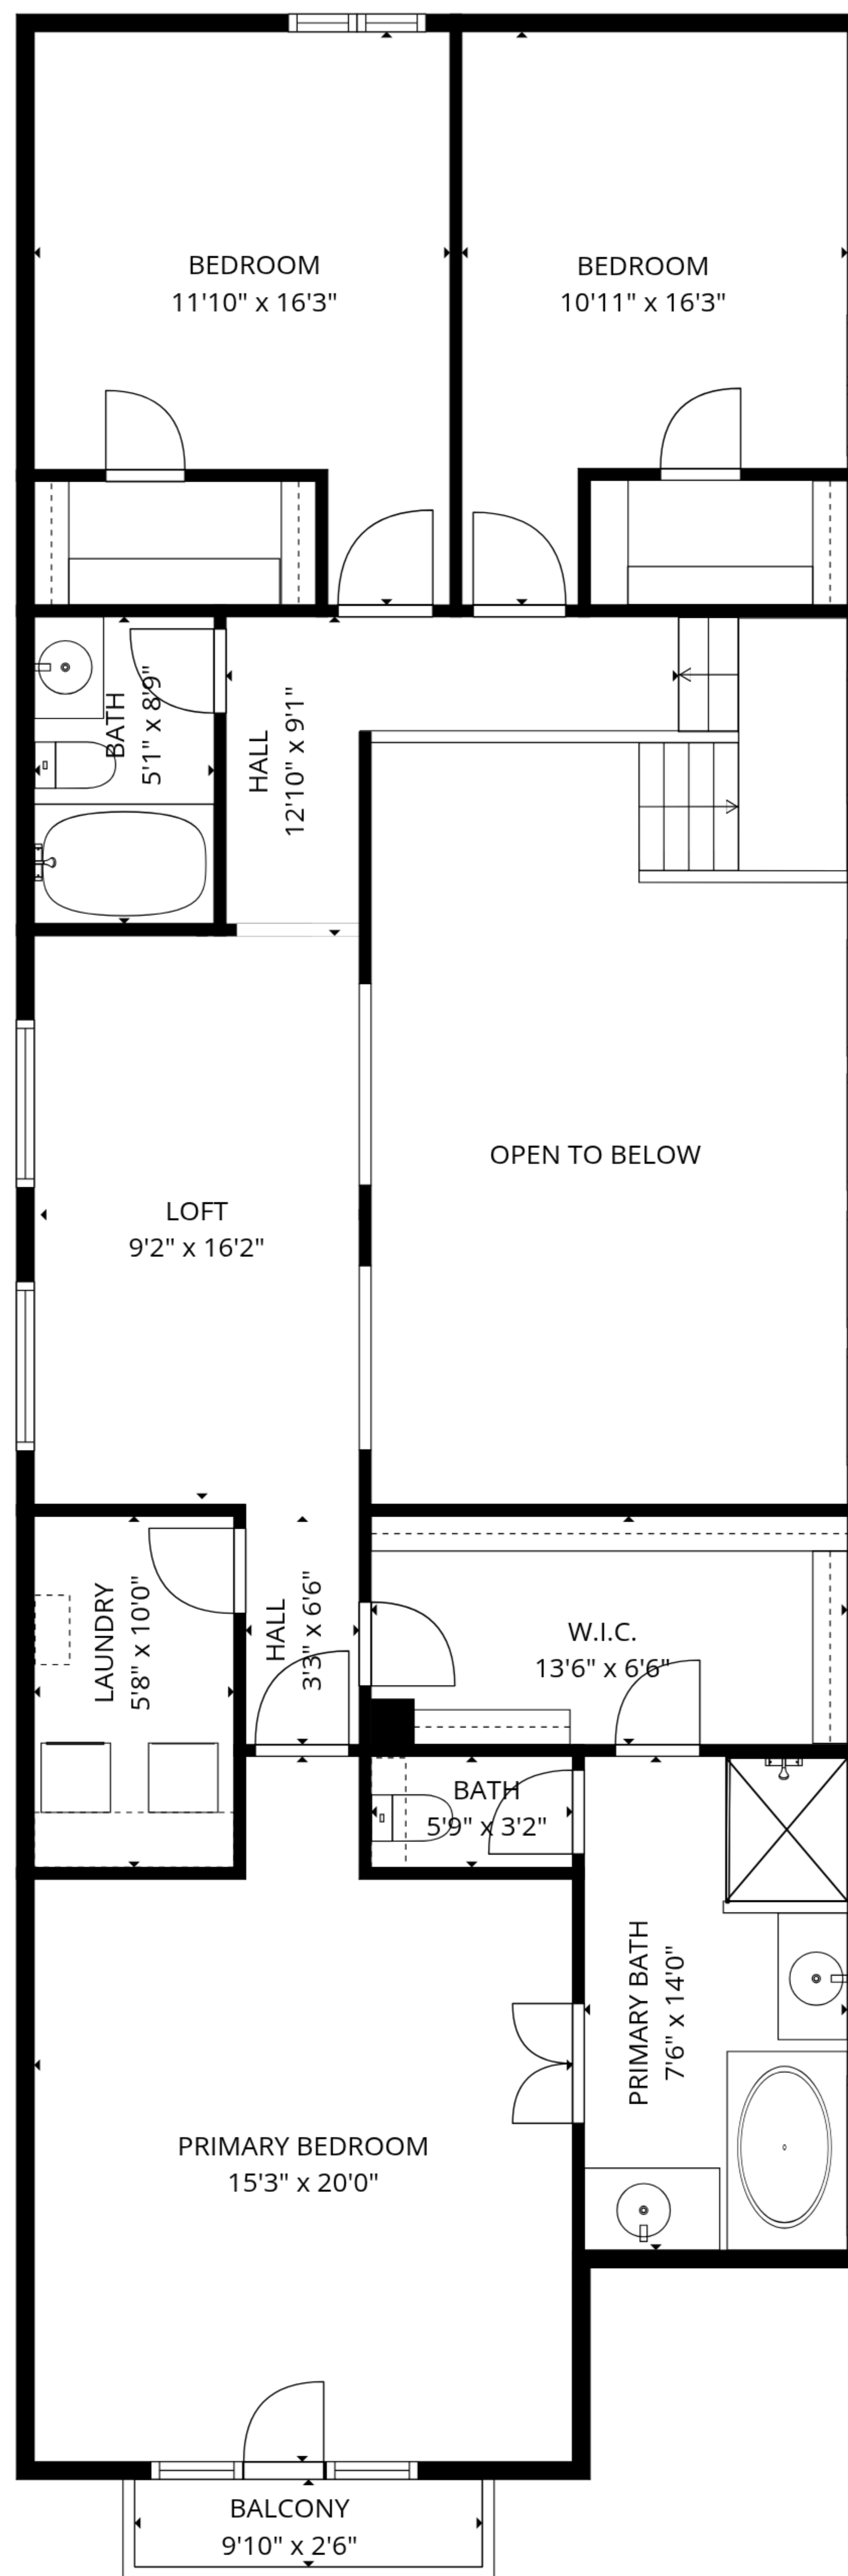 BEDROOM
11'10" x 16'3"
BEDROOM
10'11" x 16'3"
BATH
5'1" x 8'9"
HALL
12'10" x 9'1"
OPEN TO BELOW
LOFT
9'2" x 16'2"
LAUNDRY
5'8" x 10'0"
HALL
3'3" x 6'6"
W.I.C.
13'6" x 6'6"
BATH
5'9" x 3'2"
PRIMARY BATH
7'6" x 14'0"
PRIMARY BEDROOM
15'3" x 20'0"
BALCONY
9'10" x 2'6"